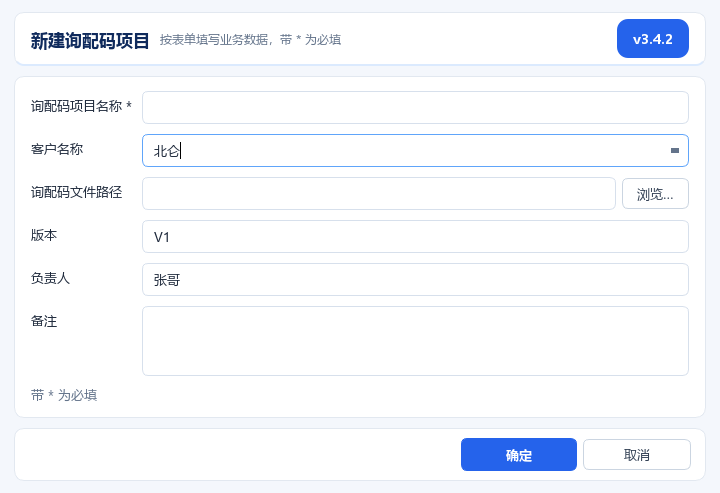 新建询配码项目 按表单填写业务数据，带 * 为必填 v3.4.2
询配码项目名称 *
客户名称 北仑
询配码文件路径 浏览...
版本 V1
负责人 张哥
备注
带 * 为必填
确定 取消